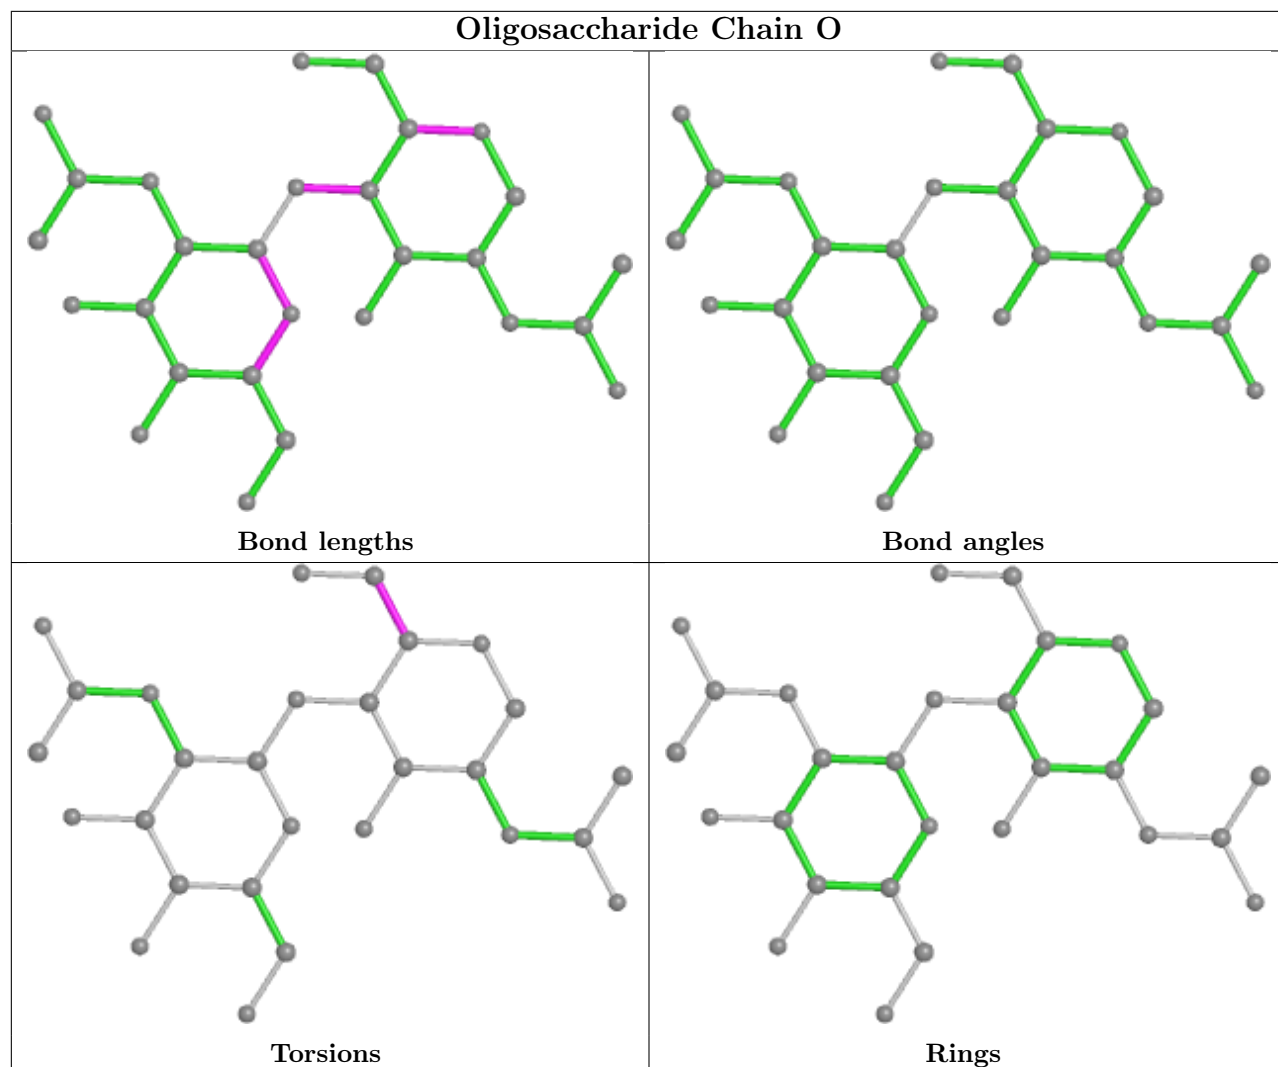 Oligosaccharide Chain O
Bond lengths
Bond angles
Torsions
Rings